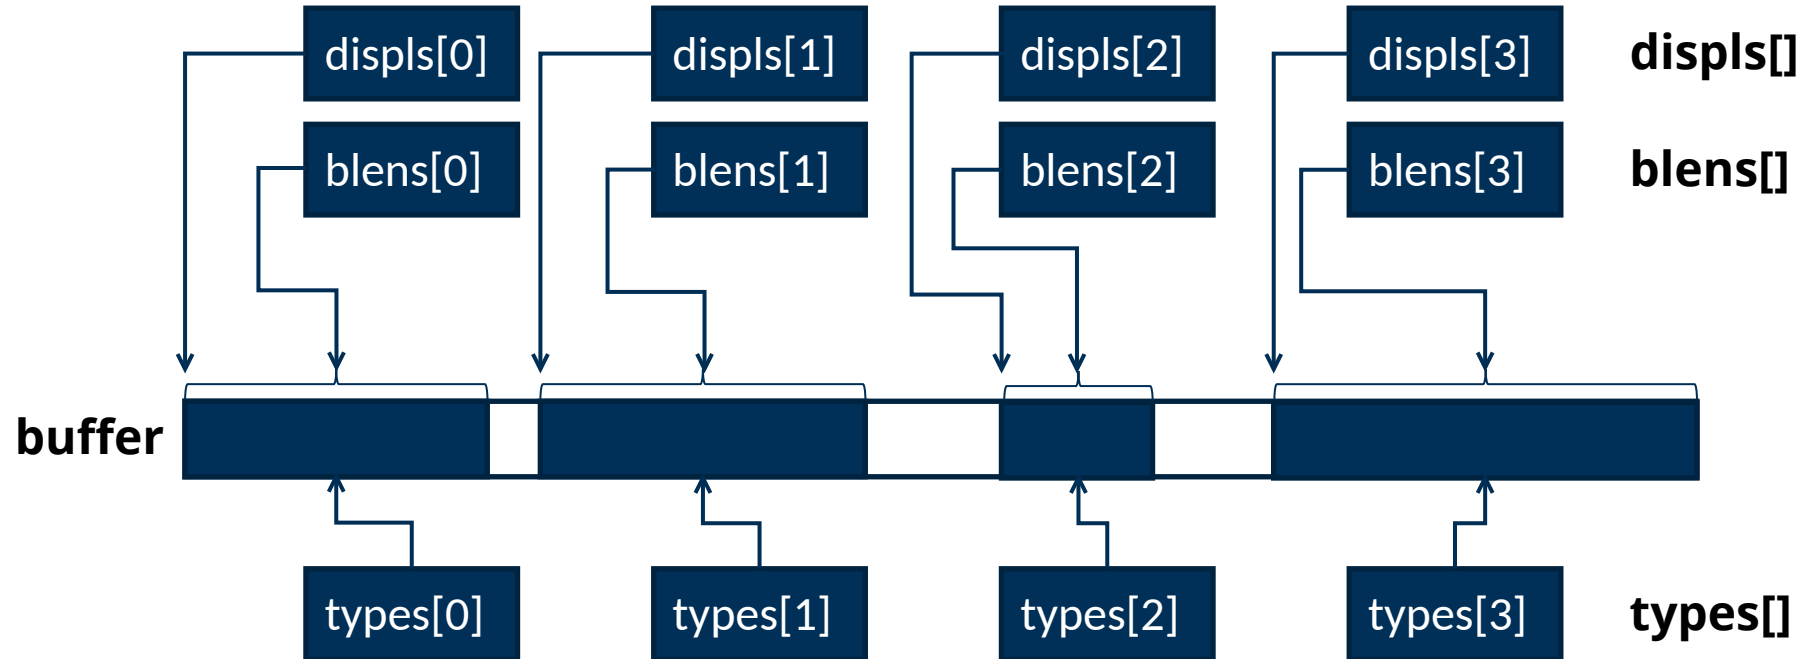 displs[0] displs[1] displs[2] displs[3] displs[]
blens[0] blens[1] blens[2] blens[3] blens[]
buffer
types[0] types[1] types[2] types[3] types[]